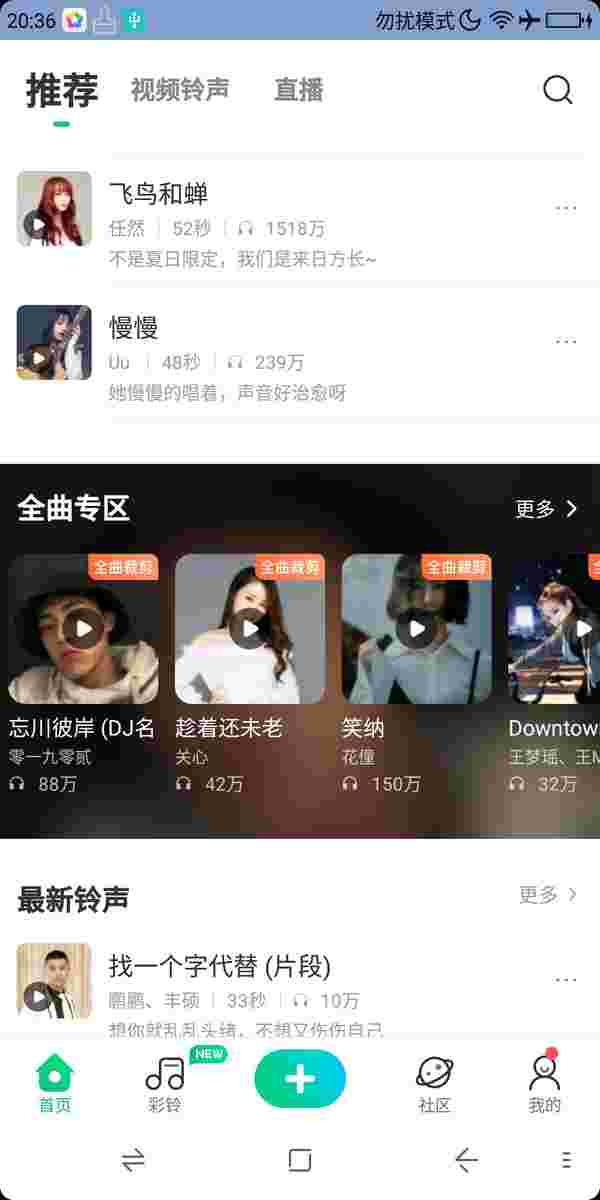 20:36 勿扰模式
推荐 视频铃声 直播
飞鸟和蝉
任然 52秒 1518万
不是夏日限定，我们是来日方长~
慢慢
Uu 48秒 239万
她慢慢的唱着，声音好治愈呀
全曲专区 更多
全曲裁剪 全曲裁剪 全曲裁剪 全
忘川彼岸 (DJ名 趁着还未老 笑纳 Downtow
零一九零贰 关心 花僮 王梦瑶、王M
88万 42万 150万 32万
最新铃声 更多
找一个字代替 (片段)
鹏鹏、丰硕 33秒 10万
想你就乱乱头绪，不想又伤伤自己
NEW
首页 彩铃 社区 我的